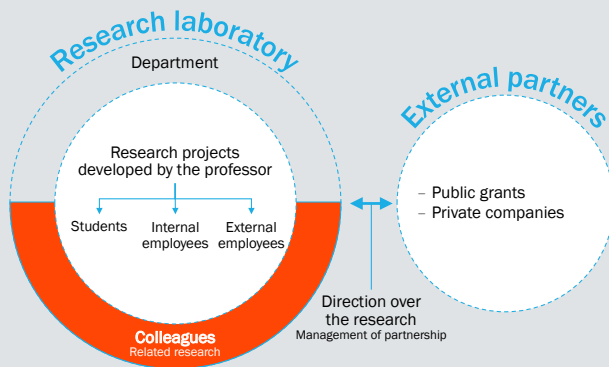 Research laboratory
Department
Research projects
developed by the professor
Students
Internal
employees
External
employees
Colleagues
Related research
External partners
– Public grants
– Private companies
Direction over
the research
Management of partnership